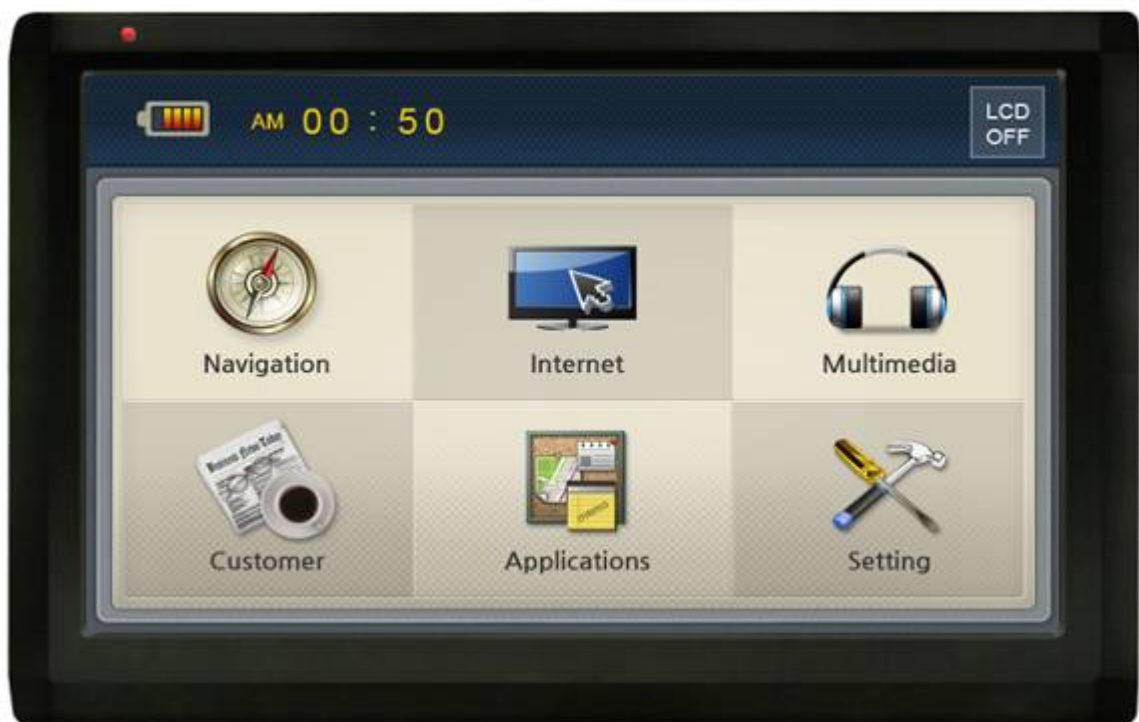 AM 00 : 50
LCD
OFF
Navigation
Internet
Multimedia
Customer
Applications
Setting